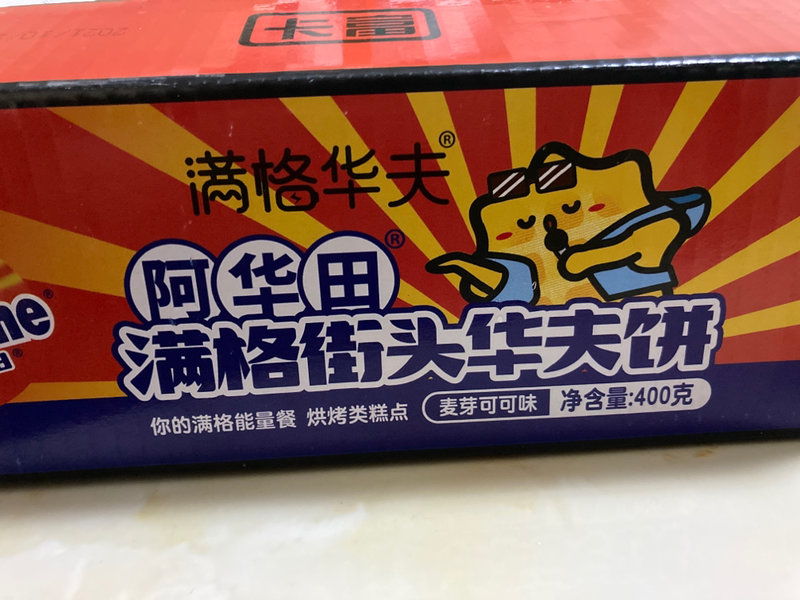 卡富
满格华夫®
阿华田®
满格街头华夫饼
你的满格能量餐 烘烤类糕点 麦芽可可味 净含量:400克